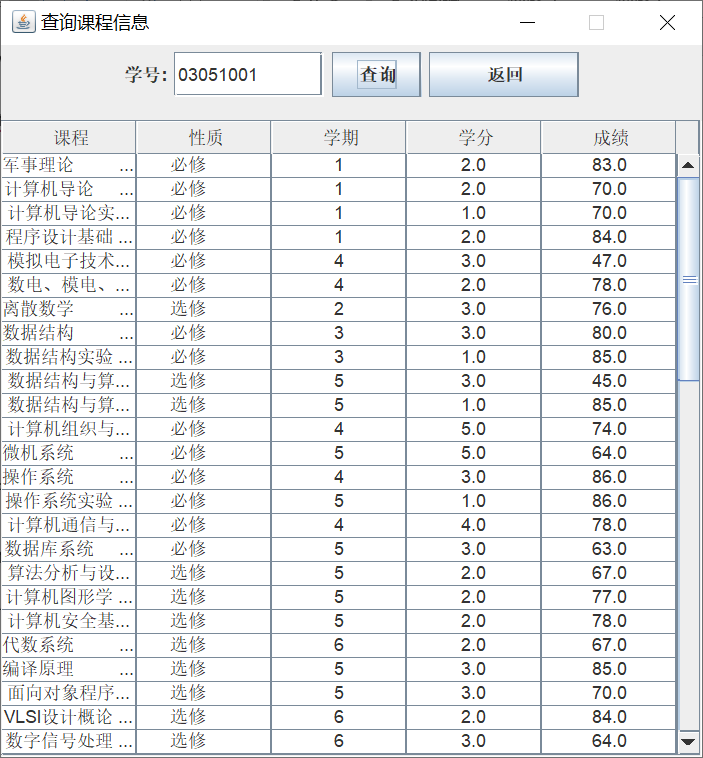 查询课程信息
学号: 03051001 查询 返回
课程 性质 学期 学分 成绩
军事理论 ... 必修 1 2.0 83.0
计算机导论 ... 必修 1 2.0 70.0
计算机导论实... 必修 1 1.0 70.0
程序设计基础 ... 必修 1 2.0 84.0
模拟电子技术... 必修 4 3.0 47.0
数电、模电、... 必修 4 2.0 78.0
离散数学 ... 选修 2 3.0 76.0
数据结构 ... 必修 3 3.0 80.0
数据结构实验 ... 必修 3 1.0 85.0
数据结构与算... 选修 5 3.0 45.0
数据结构与算... 选修 5 1.0 85.0
计算机组织与... 必修 4 5.0 74.0
微机系统 ... 必修 5 5.0 64.0
操作系统 ... 必修 4 3.0 86.0
操作系统实验 ... 必修 5 1.0 86.0
计算机通信与... 必修 4 4.0 78.0
数据库系统 ... 必修 5 3.0 63.0
算法分析与设... 选修 5 2.0 67.0
计算机图形学 ... 选修 5 2.0 77.0
计算机安全基... 选修 5 2.0 78.0
代数系统 ... 选修 6 2.0 67.0
编译原理 ... 选修 5 3.0 85.0
面向对象程序... 选修 5 3.0 70.0
VLSI设计概论 ... 选修 6 2.0 84.0
数字信号处理 ... 选修 6 3.0 64.0